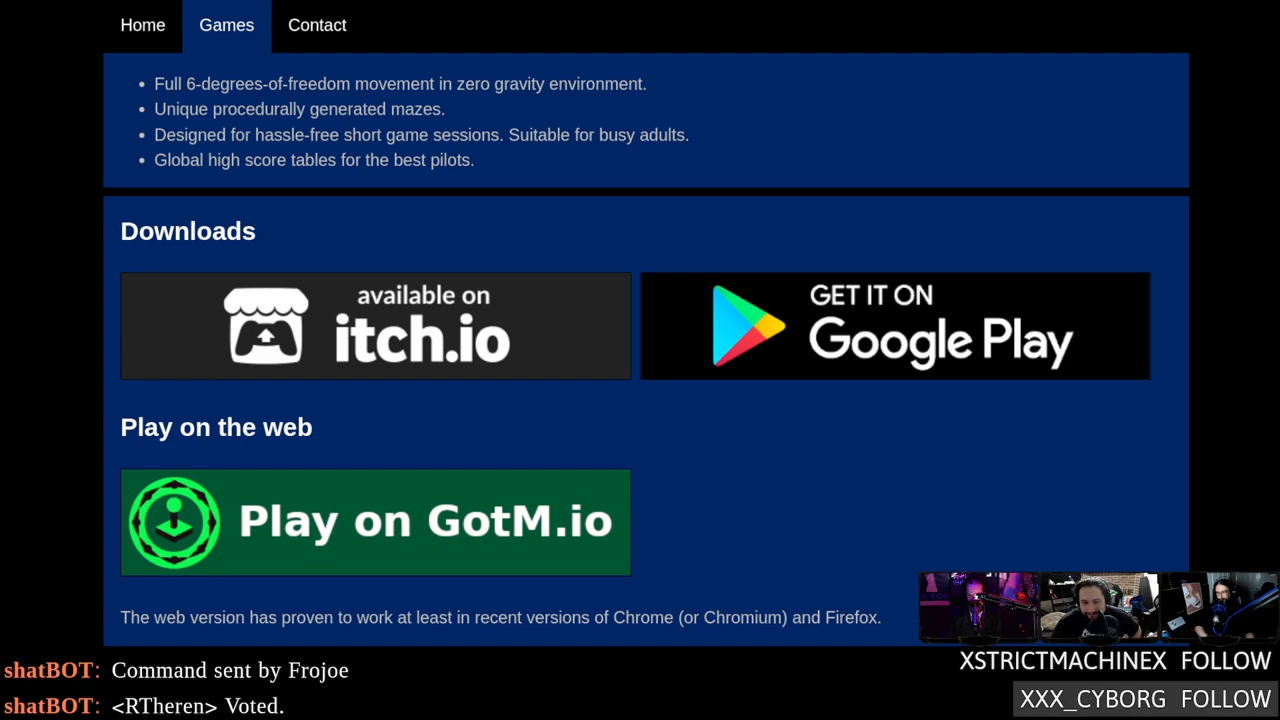 Home Games Contact
Full 6-degrees-of-freedom movement in zero gravity environment.
Unique procedurally generated mazes.
Designed for hassle-free short game sessions. Suitable for busy adults.
Global high score tables for the best pilots.
Downloads
available on
itch.io
GET IT ON
Google Play
Play on the web
Play on GotM.io
The web version has proven to work at least in recent versions of Chrome (or Chromium) and Firefox.
XSTRICTMACHINEX FOLLOW
XXX_CYBORG FOLLOW
shatBOT: Command sent by Frojoe
shatBOT: <RTheren> Voted.